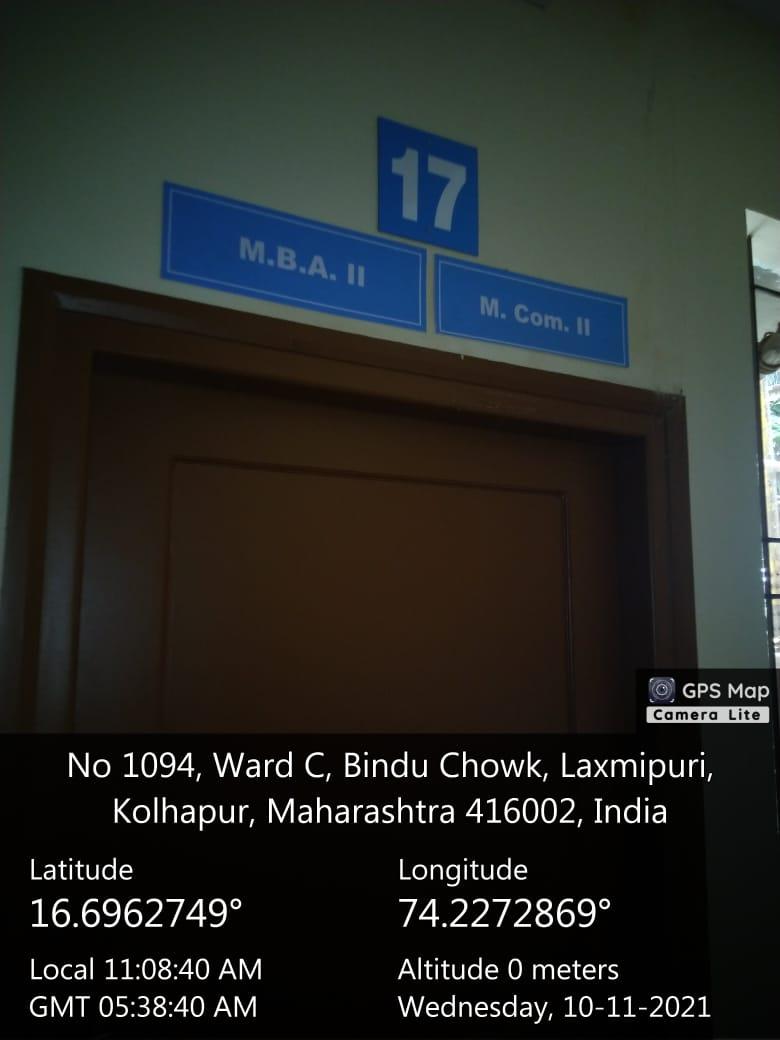 17
M.B.A. II
M. Com. II
GPS Map
Camera Lite
No 1094, Ward C, Bindu Chowk, Laxmipuri,
Kolhapur, Maharashtra 416002, India
Latitude
16.6962749°
Longitude
74.2272869°
Local 11:08:40 AM
GMT 05:38:40 AM
Altitude 0 meters
Wednesday, 10-11-2021